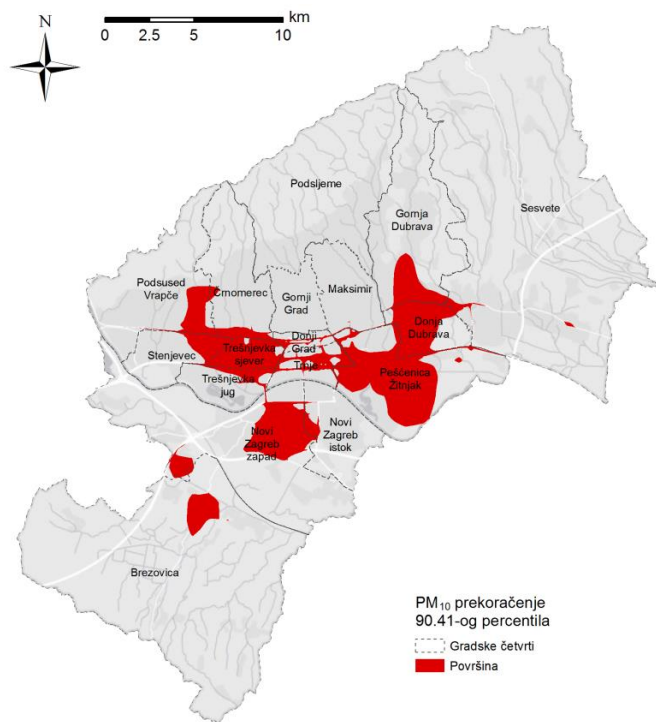 km
N
0 2.5 5 10
Podsljeme
Gornja
Dubrava
Sesvete
Podsused
Vrapče
Črnomerec
Gornji
Grad
Maksimir
Donja
Dubrava
Donji
Grad
Stenjevec
Trešnjevka
sjever
Trnje
Trešnjevka
jug
Peščenica
Žitnjak
Novi
Zagreb
zapad
Novi
Zagreb
istok
Brezovica
PM₁₀ prekoračenje
90.41-og percentila
Gradske četvrti
Površina